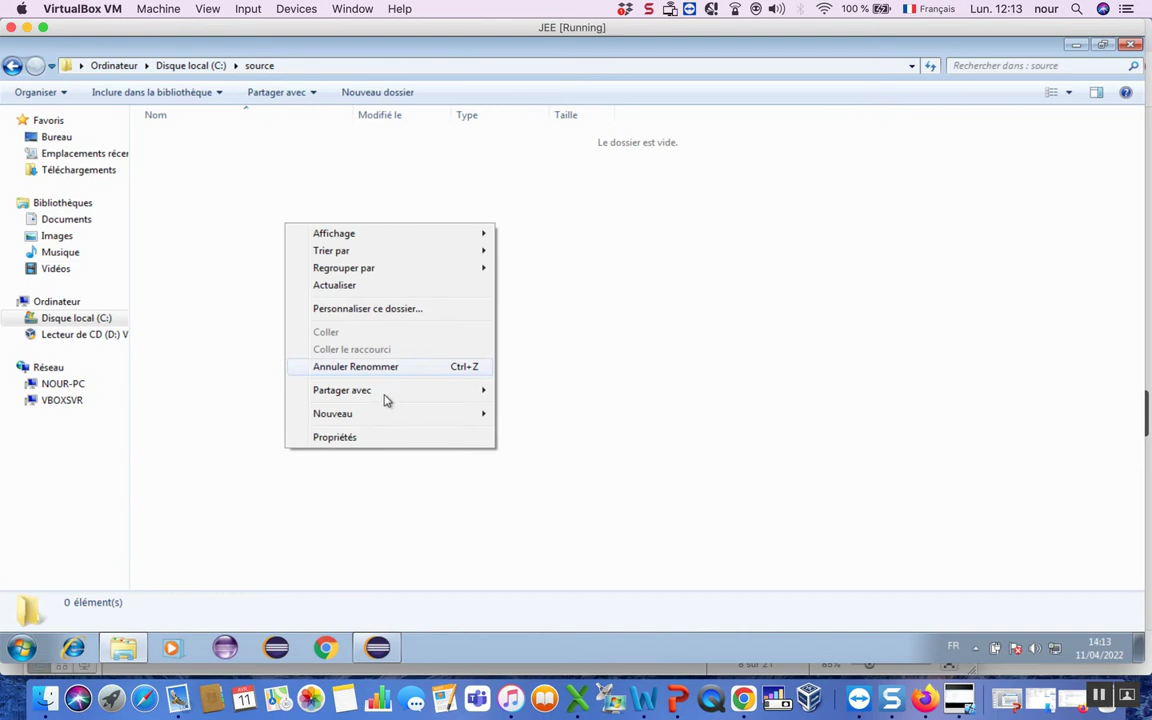 VirtualBox VM Machine View Input Devices Window Help 100 % Français Lun. 12:13 nour
JEE [Running]
Ordinateur Disque local (C:) source Rechercher dans : source
Organiser Inclure dans la bibliothèque Partager avec Nouveau dossier
Nom Modifié le Type Taille
Le dossier est vide.
Favoris
Bureau
Emplacements récer
Téléchargements
Bibliothèques
Documents
Images
Musique
Vidéos
Ordinateur
Disque local (C:)
Lecteur de CD (D:) V
Réseau
NOUR-PC
VBOXSVR
Affichage
Trier par
Regrouper par
Actualiser
Personnaliser ce dossier...
Coller
Coller le raccourci
Annuler Renommer Ctrl+Z
Partager avec
Nouveau
Propriétés
0 élément(s)
FR
14:13
11/04/2022